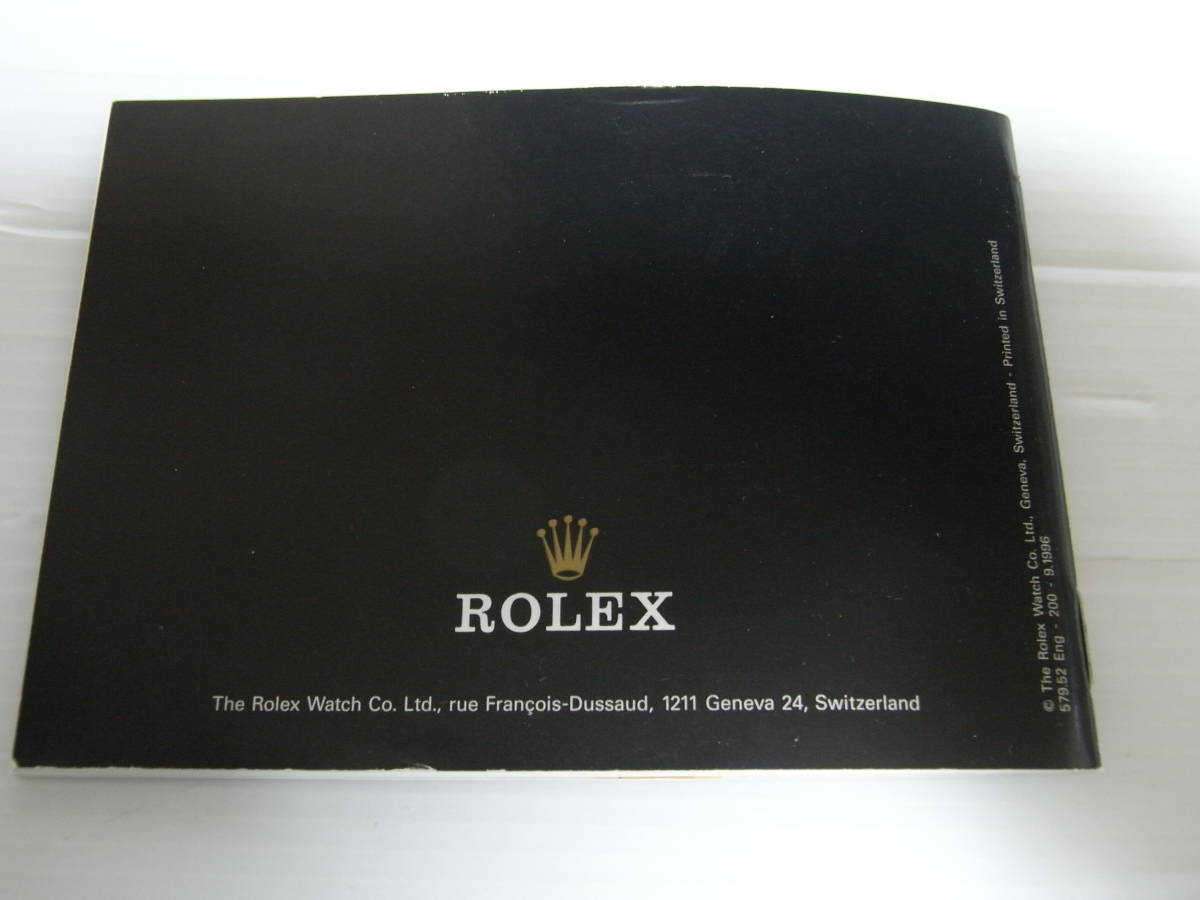 ROLEX
The Rolex Watch Co. Ltd., rue François-Dussaud, 1211 Geneva 24, Switzerland
© The Rolex Watch Co. Ltd., Geneva, Switzerland - Printed in Switzerland
579.52 Eng - 200 - 9.1996